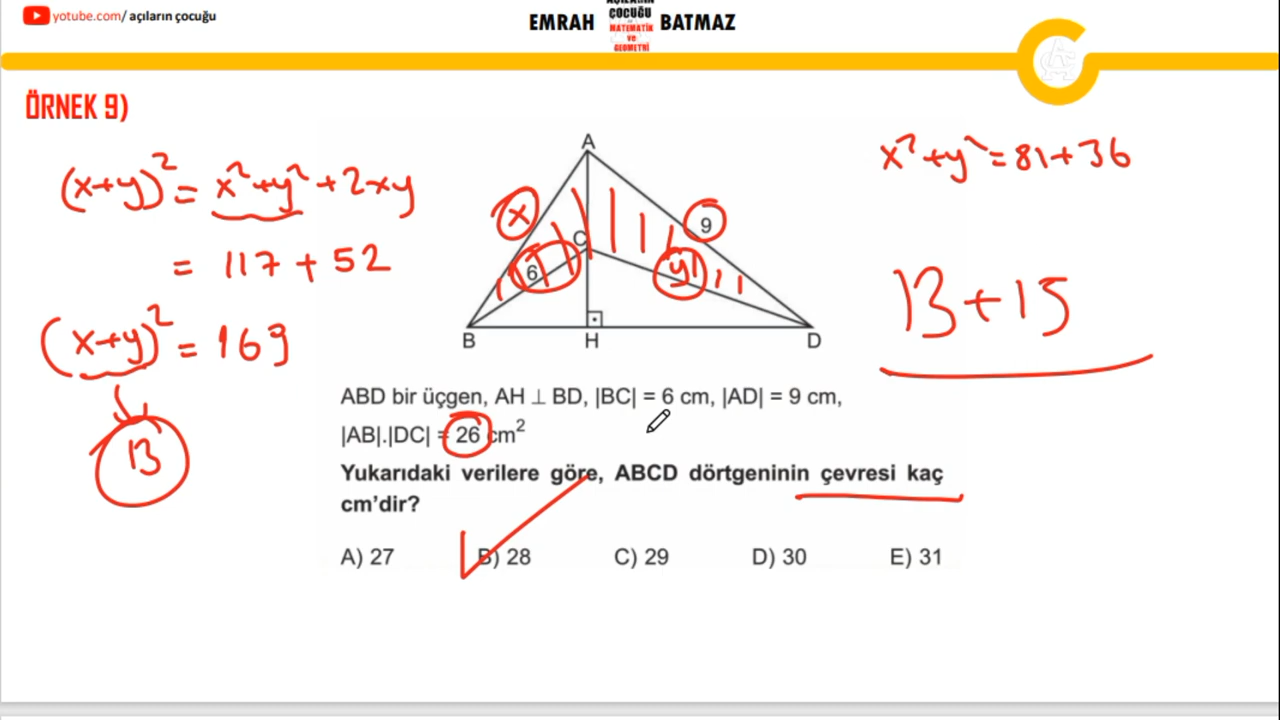 yotube.com/ açıların çocuğu
EMRAH
AÇILARIN
ÇOCUĞU
MATEMATİK
ve
GEOMETRİ
BATMAZ
ÖRNEK 9)
(x+y)² = x²+y²+2xy
= 117+52
(x+y)² = 169
13
x²+y²=81+36
13+15
A
x
9
C
6
y
B
H
D
ABD bir üçgen, AH ⊥ BD, |BC| = 6 cm, |AD| = 9 cm,
|AB|.|DC| = 26 cm²
Yukarıdaki verilere göre, ABCD dörtgeninin çevresi kaç
cm'dir?
A) 27 B) 28 C) 29 D) 30 E) 31